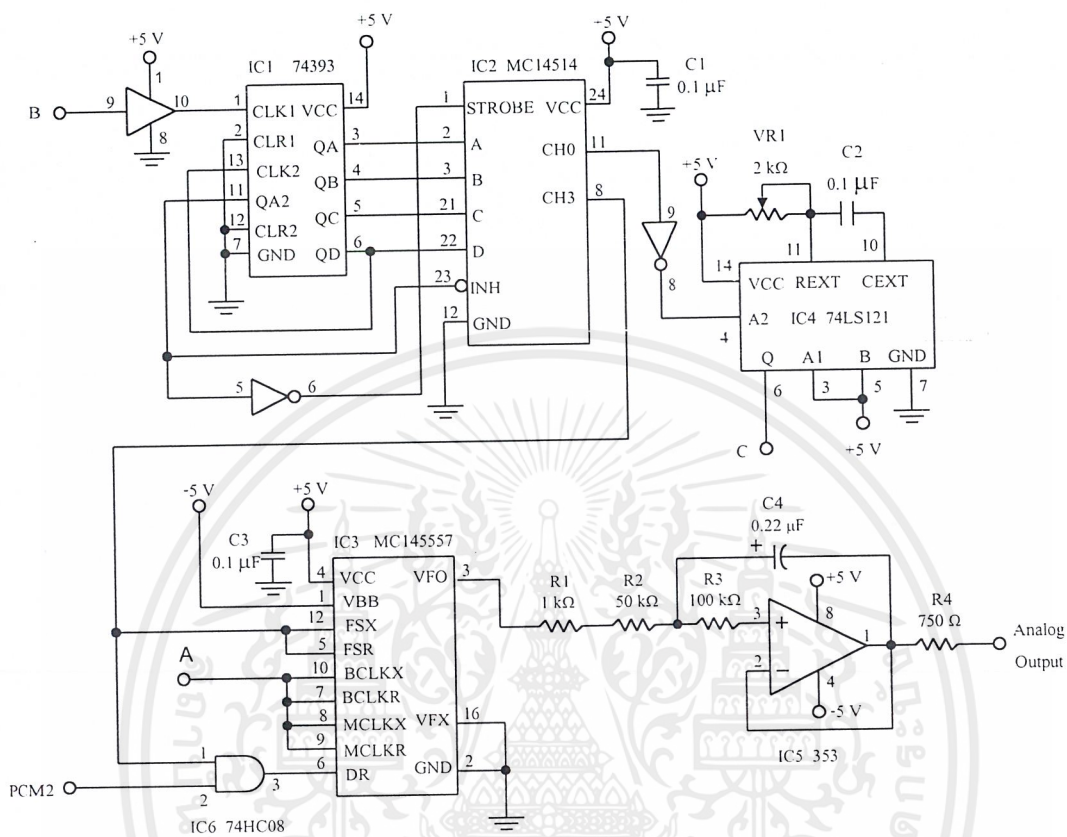 +5 V
1
B
9
10
8
+5 V
IC1 74393
1 CLK1 VCC 14
2 CLR1 QA 3
13 CLK2 QB 4
11 QA2 QC 5
12 CLR2 QD 6
7 GND
5
6
+5 V
IC2 MC14514
1 STROBE VCC 24
2 A CH0 11
3 B CH3 8
21 C
22 D
23 INH
12 GND
C1
0.1 µF
9
8
+5 V
VR1
2 kΩ
C2
0.1 µF
11 10
14 VCC REXT CEXT
4 A2 IC4 74LS121
Q A1 B GND
6 3 5 7
C
+5 V
-5 V
+5 V
C3
0.1 µF
IC3 MC145557
4 VCC VFO 3
1 VBB
12 FSX
5 FSR
10 BCLKX
7 BCLKR
8 MCLKX VFX 16
9 MCLKR
6 DR GND 2
A
PCM2
1
2
3
IC6 74HC08
R1
1 kΩ
R2
50 kΩ
R3
100 kΩ
C4
0.22 µF
+
+5 V
8
3 +
2 −
1
4
-5 V
IC5 353
R4
750 Ω
Analog
Output